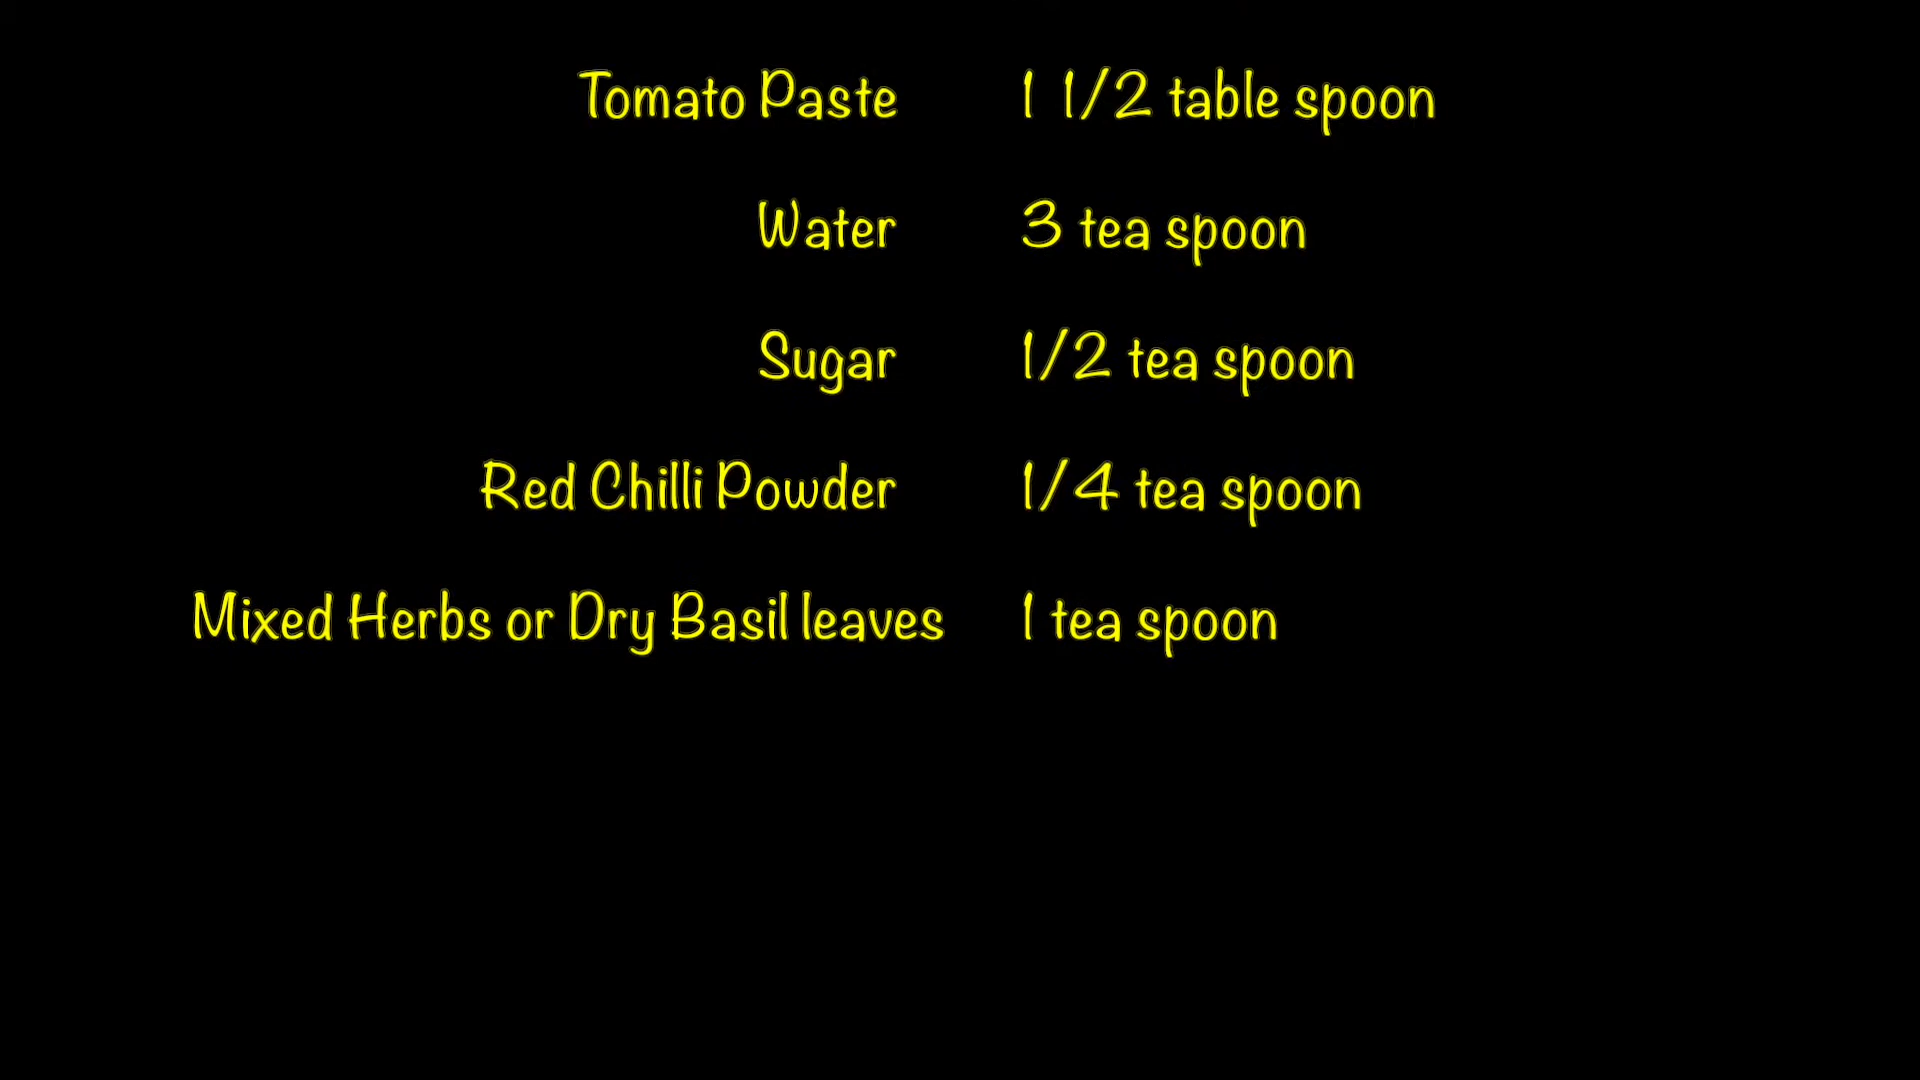 Tomato Paste 1 1/2 table spoon
Water 3 tea spoon
Sugar 1/2 tea spoon
Red Chilli Powder 1/4 tea spoon
Mixed Herbs or Dry Basil leaves 1 tea spoon